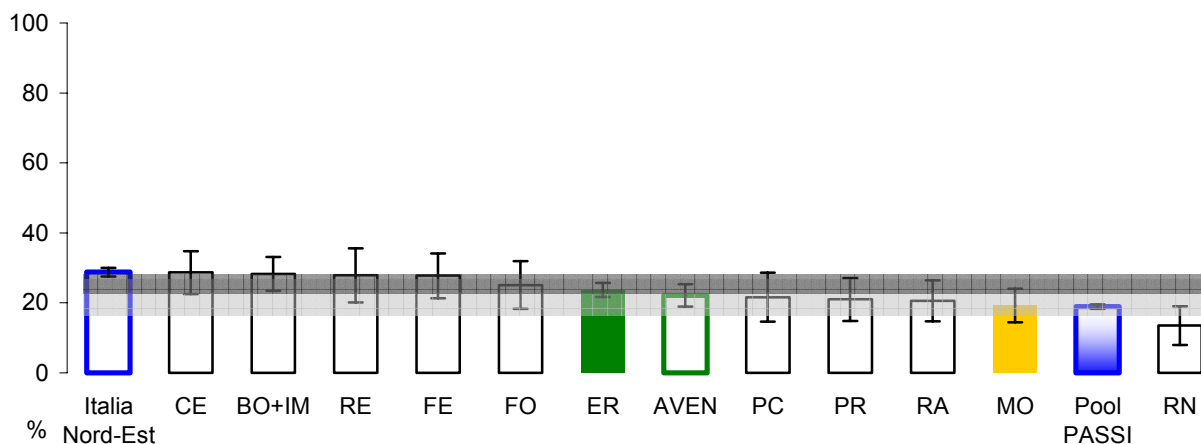 100
80
60
40
20
0
%
Italia Nord-Est
CE
BO+IM
RE
FE
FO
ER
AVEN
PC
PR
RA
MO
Pool PASSI
RN